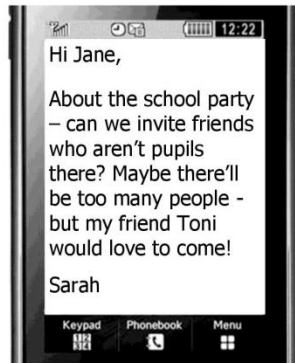 12:22
Hi Jane,
About the school party
– can we invite friends
who aren't pupils
there? Maybe there'll
be too many people -
but my friend Toni
would love to come!
Sarah
Keypad Phonebook Menu